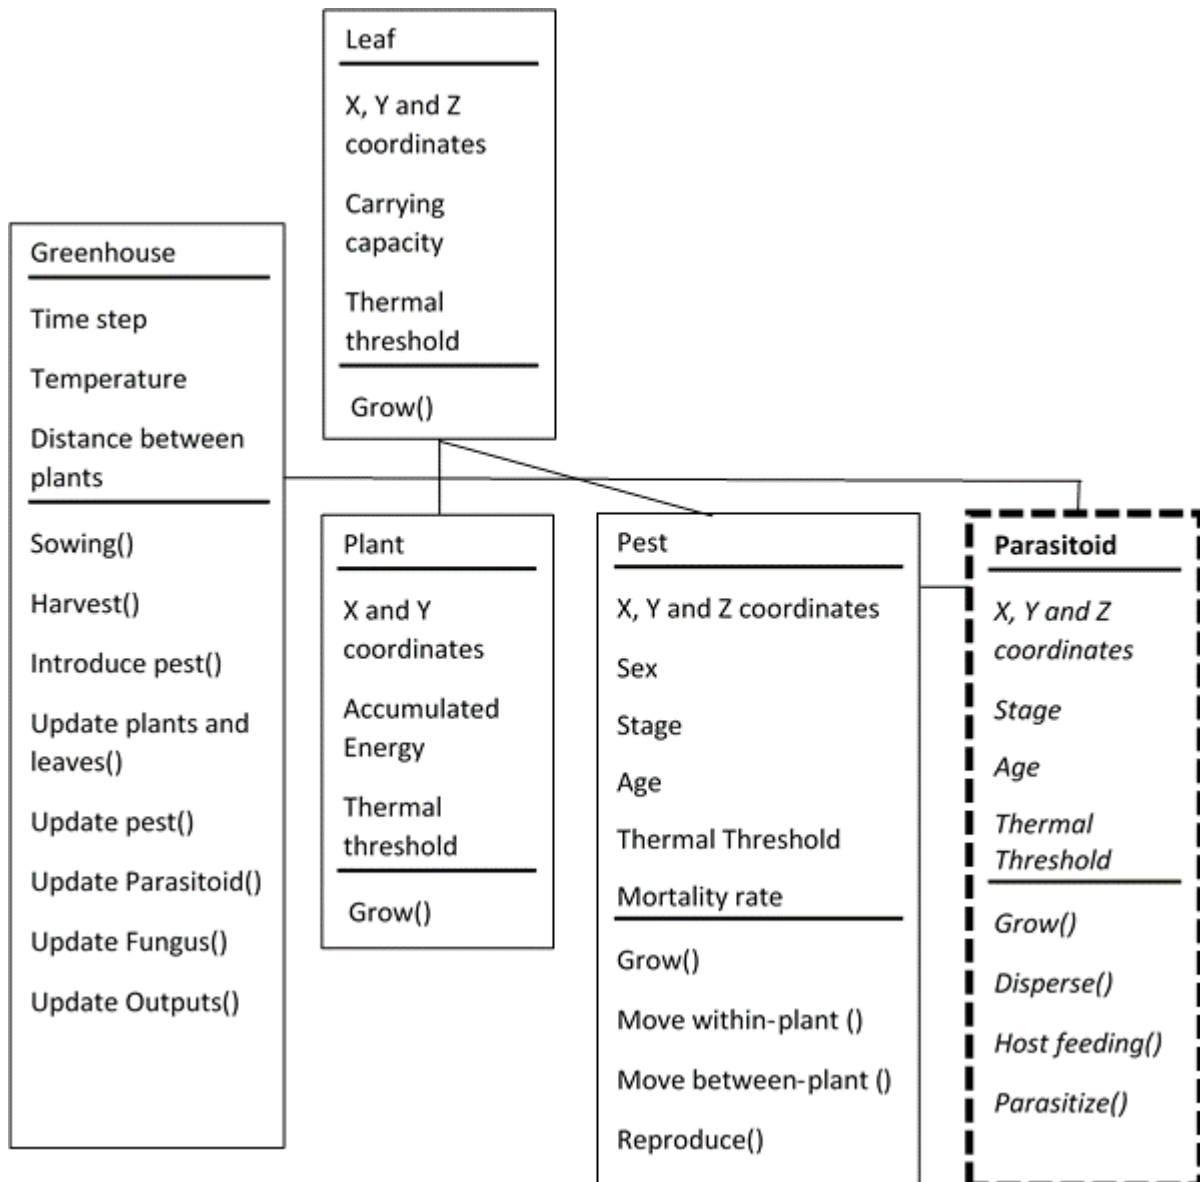 Leaf
X, Y and Z
coordinates
Carrying
capacity
Thermal
threshold
Grow()
Greenhouse
Time step
Temperature
Distance between
plants
Sowing()
Harvest()
Introduce pest()
Update plants and
leaves()
Update pest()
Update Parasitoid()
Update Fungus()
Update Outputs()
Plant
X and Y
coordinates
Accumulated
Energy
Thermal
threshold
Grow()
Pest
X, Y and Z coordinates
Sex
Stage
Age
Thermal Threshold
Mortality rate
Grow()
Move within-plant ()
Move between-plant ()
Reproduce()
Parasitoid
X, Y and Z
coordinates
Stage
Age
Thermal
Threshold
Grow()
Disperse()
Host feeding()
Parasitize()